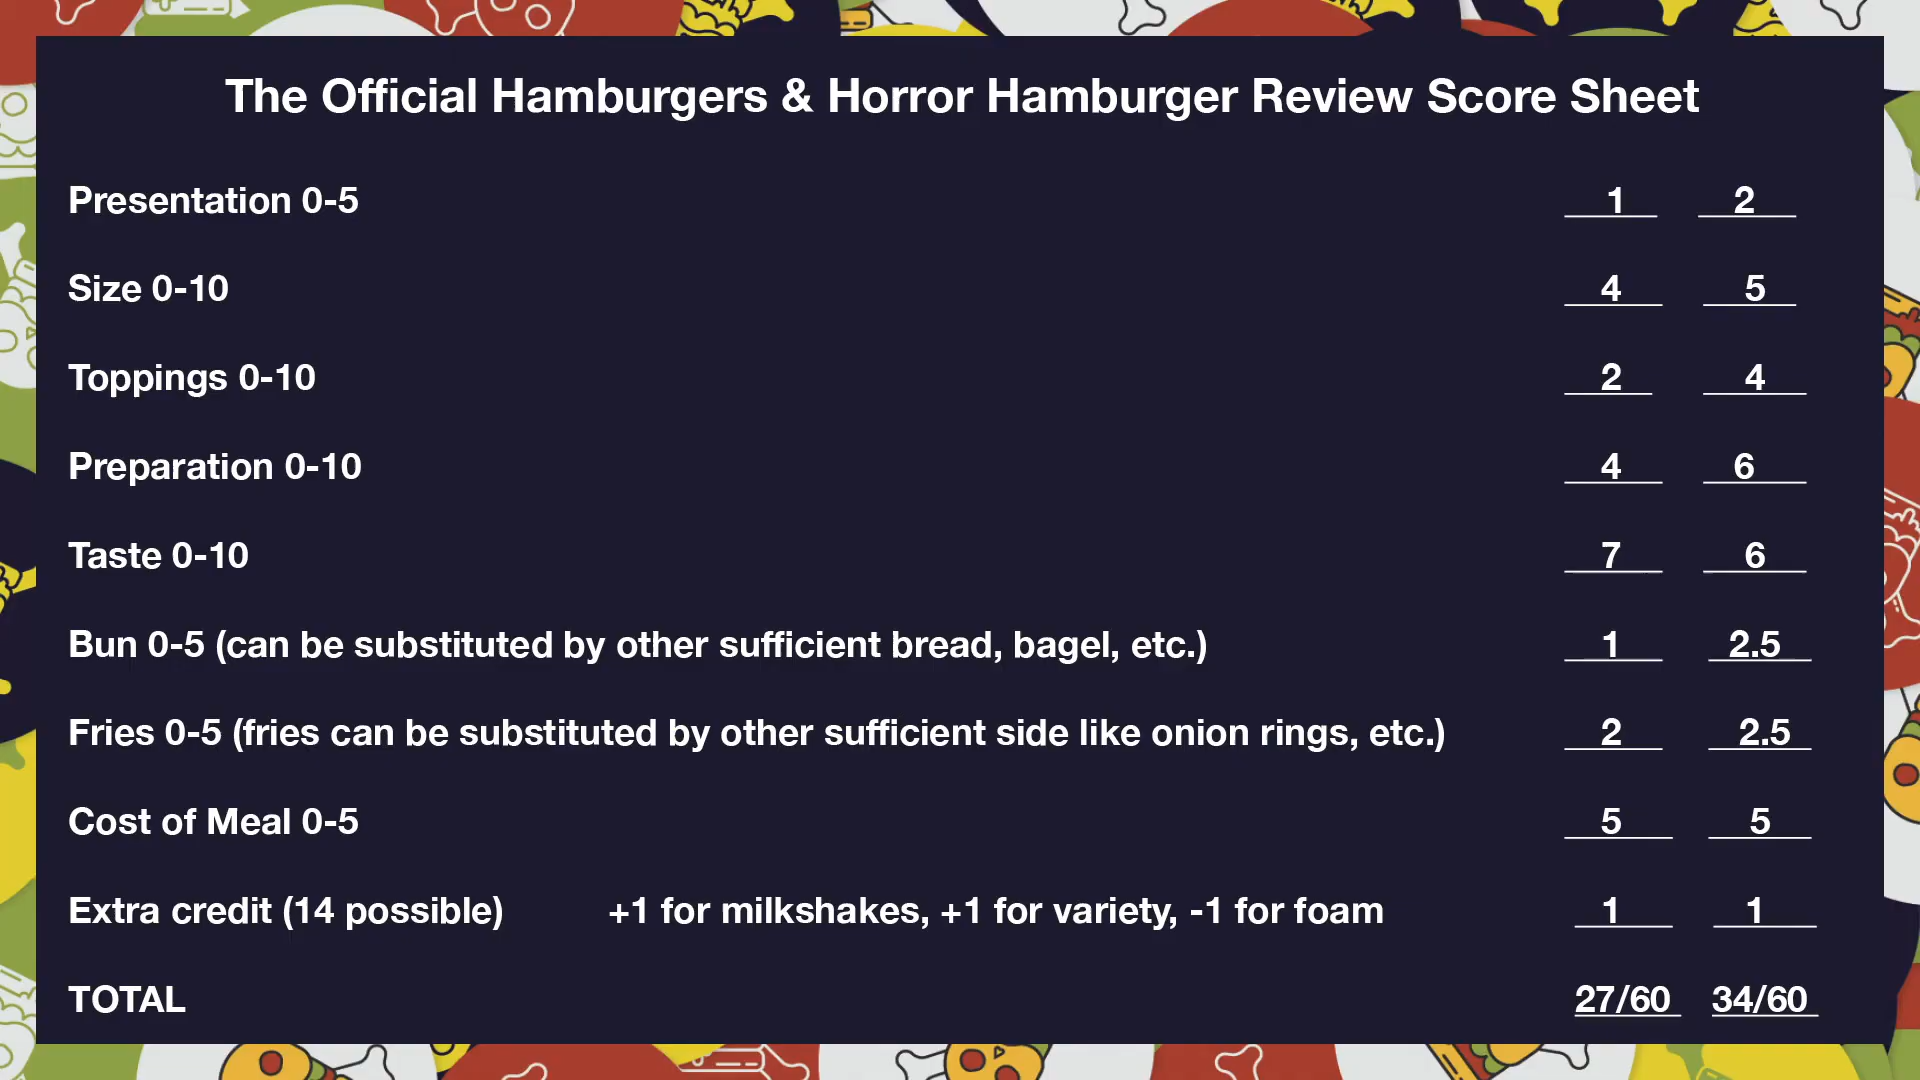 The Official Hamburgers & Horror Hamburger Review Score Sheet
Presentation 0-5 1 2
Size 0-10 4 5
Toppings 0-10 2 4
Preparation 0-10 4 6
Taste 0-10 7 6
Bun 0-5 (can be substituted by other sufficient bread, bagel, etc.) 1 2.5
Fries 0-5 (fries can be substituted by other sufficient side like onion rings, etc.) 2 2.5
Cost of Meal 0-5 5 5
Extra credit (14 possible) +1 for milkshakes, +1 for variety, -1 for foam 1 1
TOTAL 27/60 34/60